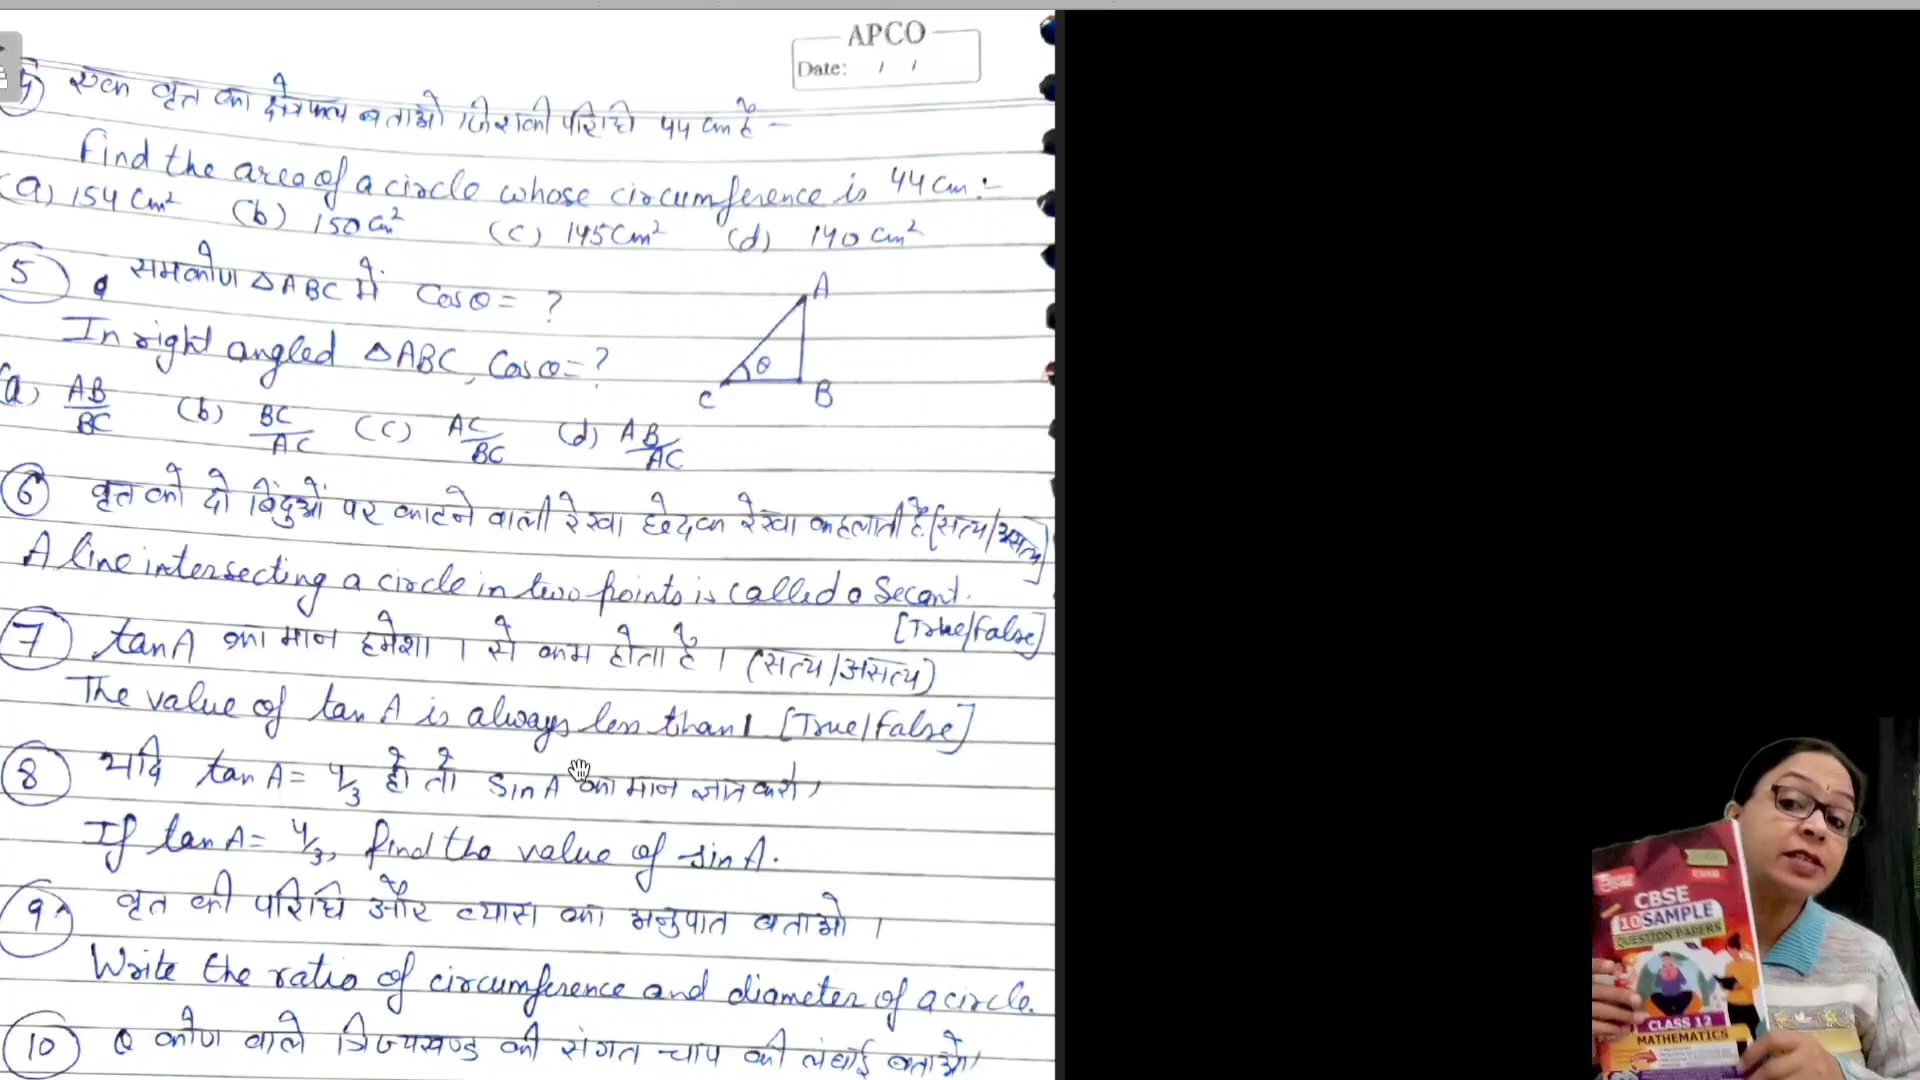 APCO
Date: / /
एक वृत का क्षेत्रफल बताओ जिसकी परिधि 44 cm है -
Find the area of a circle whose circumference is 44 cm :-
(a) 154 Cm² (b) 150 Cm² (c) 145 Cm² (d) 140 Cm²
5 समकोण △ABC में Cosθ = ?
In right angled △ABC, Cosθ = ?
A
θ
C B
(a) AB/BC (b) BC/AC (c) AC/BC (d) AB/AC
6 वृत को दो बिंदुओं पर काटने वाली रेखा छेदक रेखा कहलाती है [सत्य/असत्य]
A line intersecting a circle in two points is called a Secant.
[True/False]
7 tanA का मान हमेशा 1 से कम होता है । (सत्य/असत्य)
The value of tan A is always less than 1 [True/False]
8 यदि tan A = 4/3 हो तो sinA का मान ज्ञात करो,
If tan A = 4/3, find the value of sin A.
9 वृत की परिधि और व्यास का अनुपात बताओ ।
Write the ratio of circumference and diameter of a circle.
10 θ कोण वाले त्रिज्यखण्ड की संगत चाप की लंबाई बताओ,
CBSE
10 SAMPLE
QUESTION PAPERS
CLASS 12
MATHEMATICS